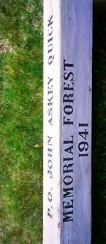 P.O. JOHN ASKEY QUICK
MEMORIAL FOREST
1941